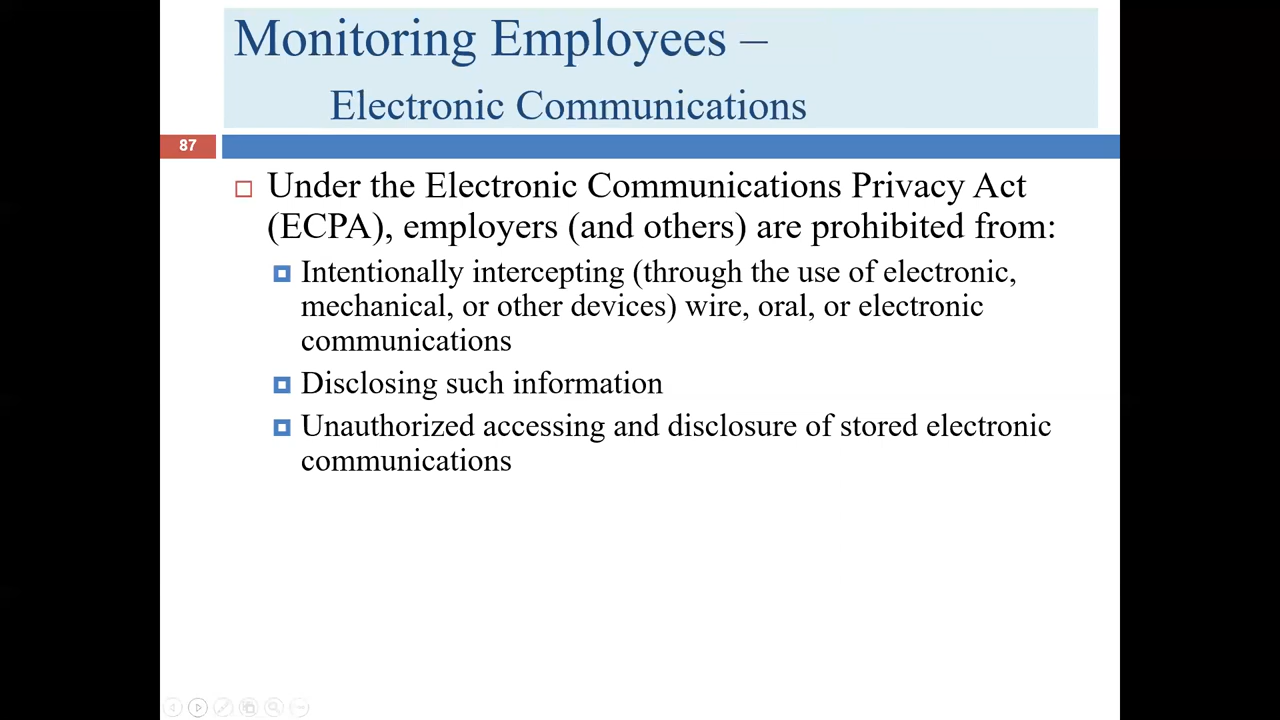 Monitoring Employees –
Electronic Communications
87
Under the Electronic Communications Privacy Act
(ECPA), employers (and others) are prohibited from:
Intentionally intercepting (through the use of electronic,
mechanical, or other devices) wire, oral, or electronic
communications
Disclosing such information
Unauthorized accessing and disclosure of stored electronic
communications